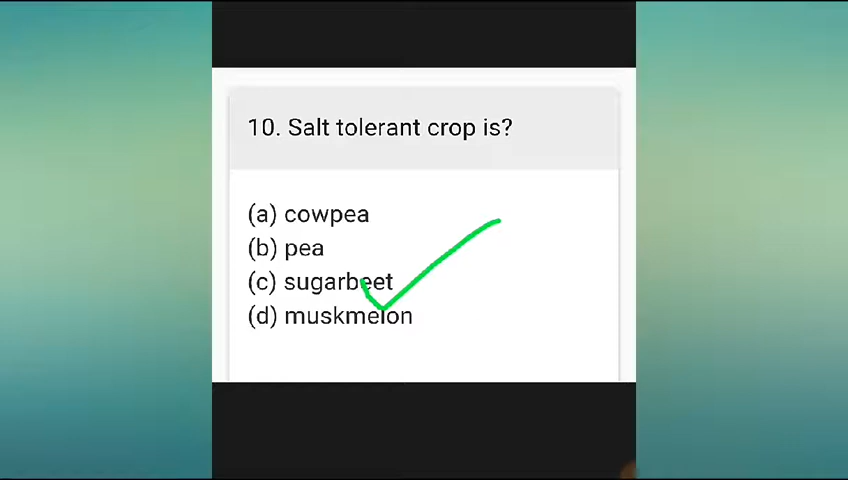 10. Salt tolerant crop is?
(a) cowpea
(b) pea
(c) sugarbeet
(d) muskmelon